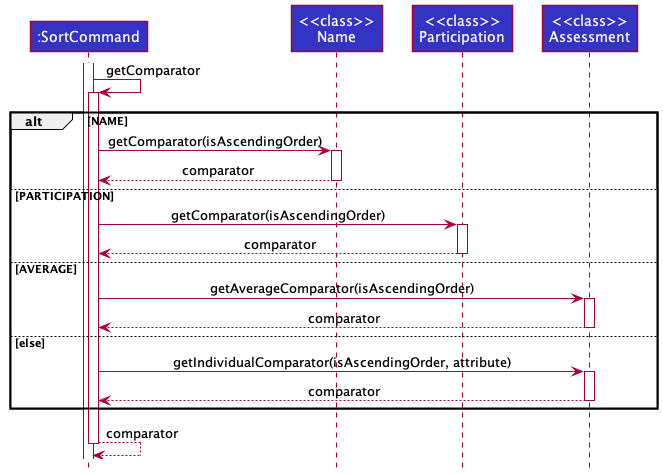 :SortCommand
<<class>>
Name
<<class>>
Participation
<<class>>
Assessment
getComparator
alt
[NAME]
getComparator(isAscendingOrder)
comparator
[PARTICIPATION]
getComparator(isAscendingOrder)
comparator
[AVERAGE]
getAverageComparator(isAscendingOrder)
comparator
[else]
getIndividualComparator(isAscendingOrder, attribute)
comparator
comparator